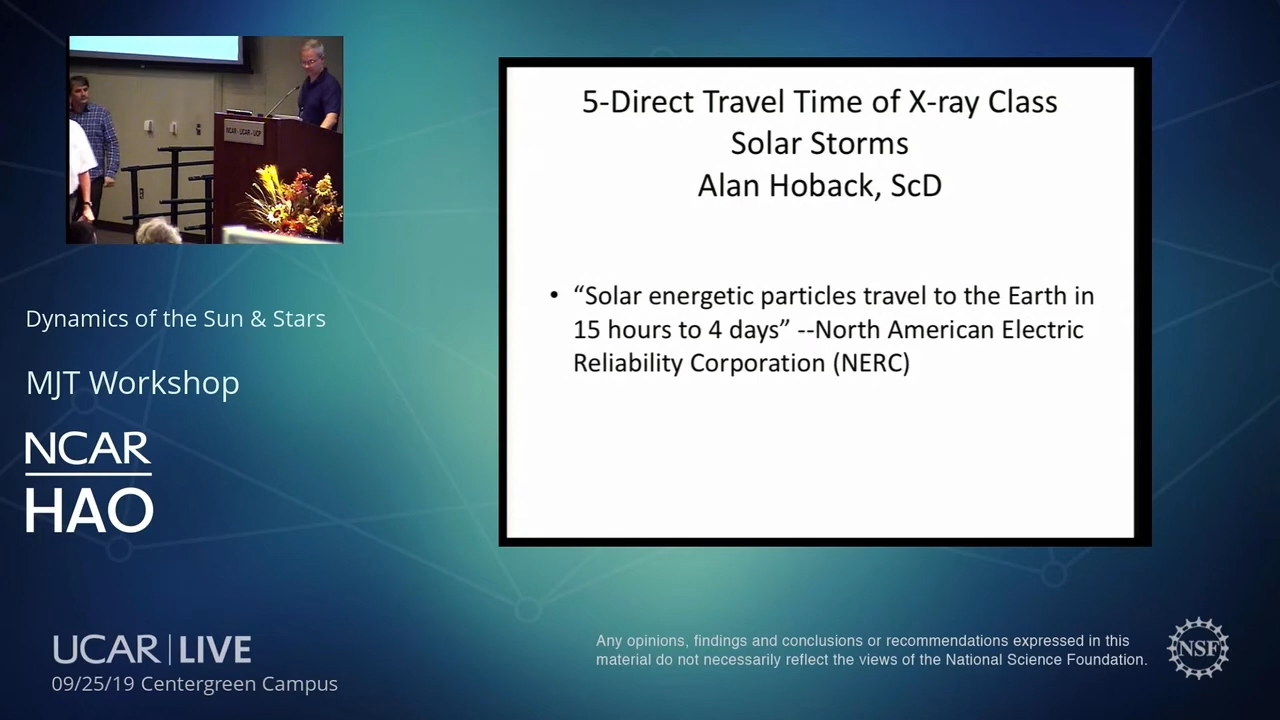 NCAR - UCAR - UCP
Dynamics of the Sun & Stars
MJT Workshop
NCAR
HAO
UCAR | LIVE
09/25/19 Centergreen Campus
5-Direct Travel Time of X-ray Class
Solar Storms
Alan Hoback, ScD
• “Solar energetic particles travel to the Earth in
15 hours to 4 days” --North American Electric
Reliability Corporation (NERC)
Any opinions, findings and conclusions or recommendations expressed in this
material do not necessarily reflect the views of the National Science Foundation.
NSF